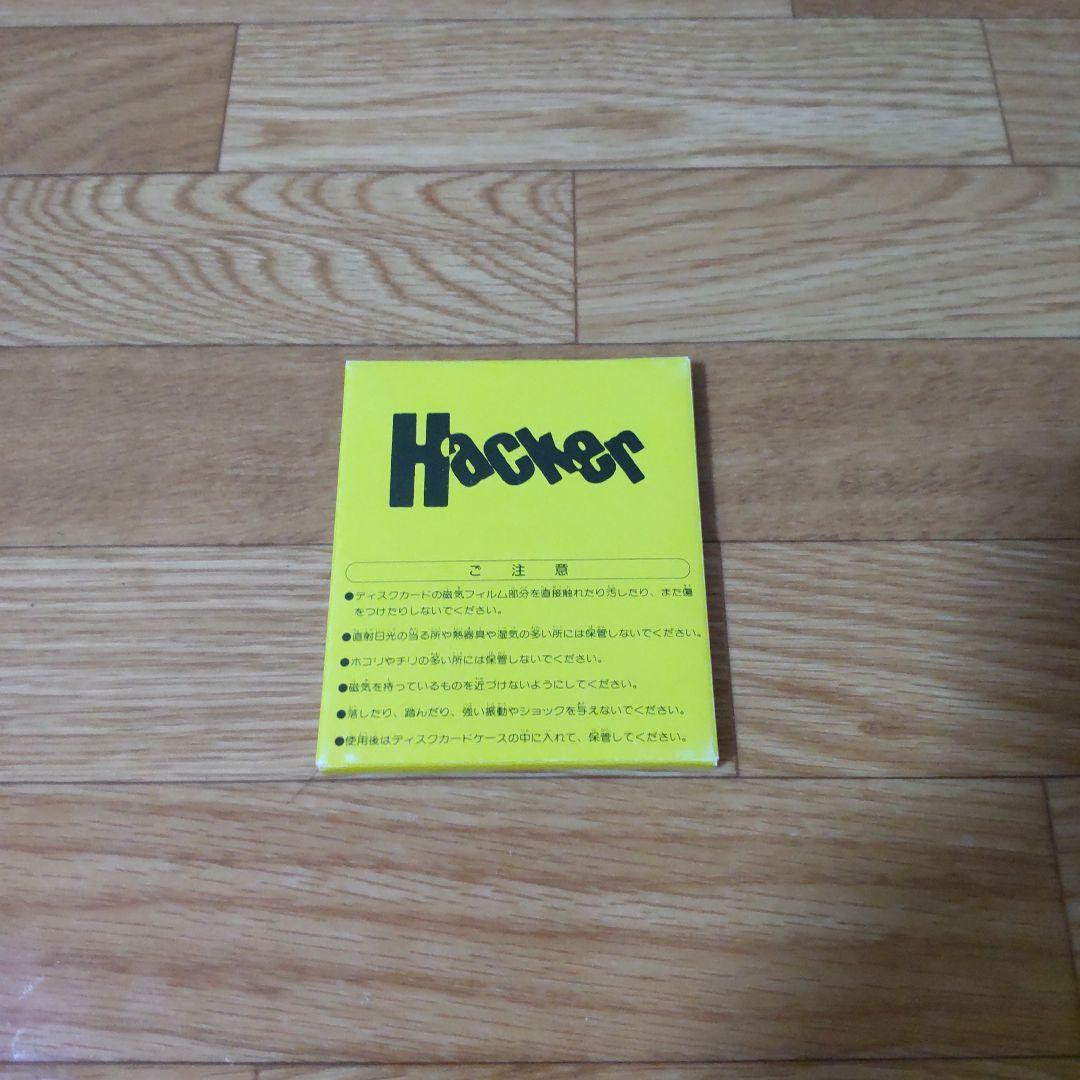 Hacker
ご注意
●ディスクカードの磁気フィルム部分を直接触れたり汚したり、また傷
をつけたりしないでください。
●直射日光の当る所や熱器具や湿気の多い所には保管しないでください。
●ホコリやチリの多い所には保管しないでください。
●磁気を持っているものを近づけないようにしてください。
●落したり、踏んだり、強い振動やショックを与えないでください。
●使用後はディスクカードケースの中に入れて、保管してください。